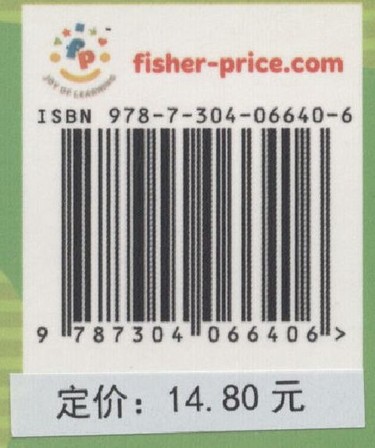 fp
JOY OF LEARNING
fisher-price.com
ISBN 978-7-304-06640-6
9 787304 066406 >
定价：14.80 元